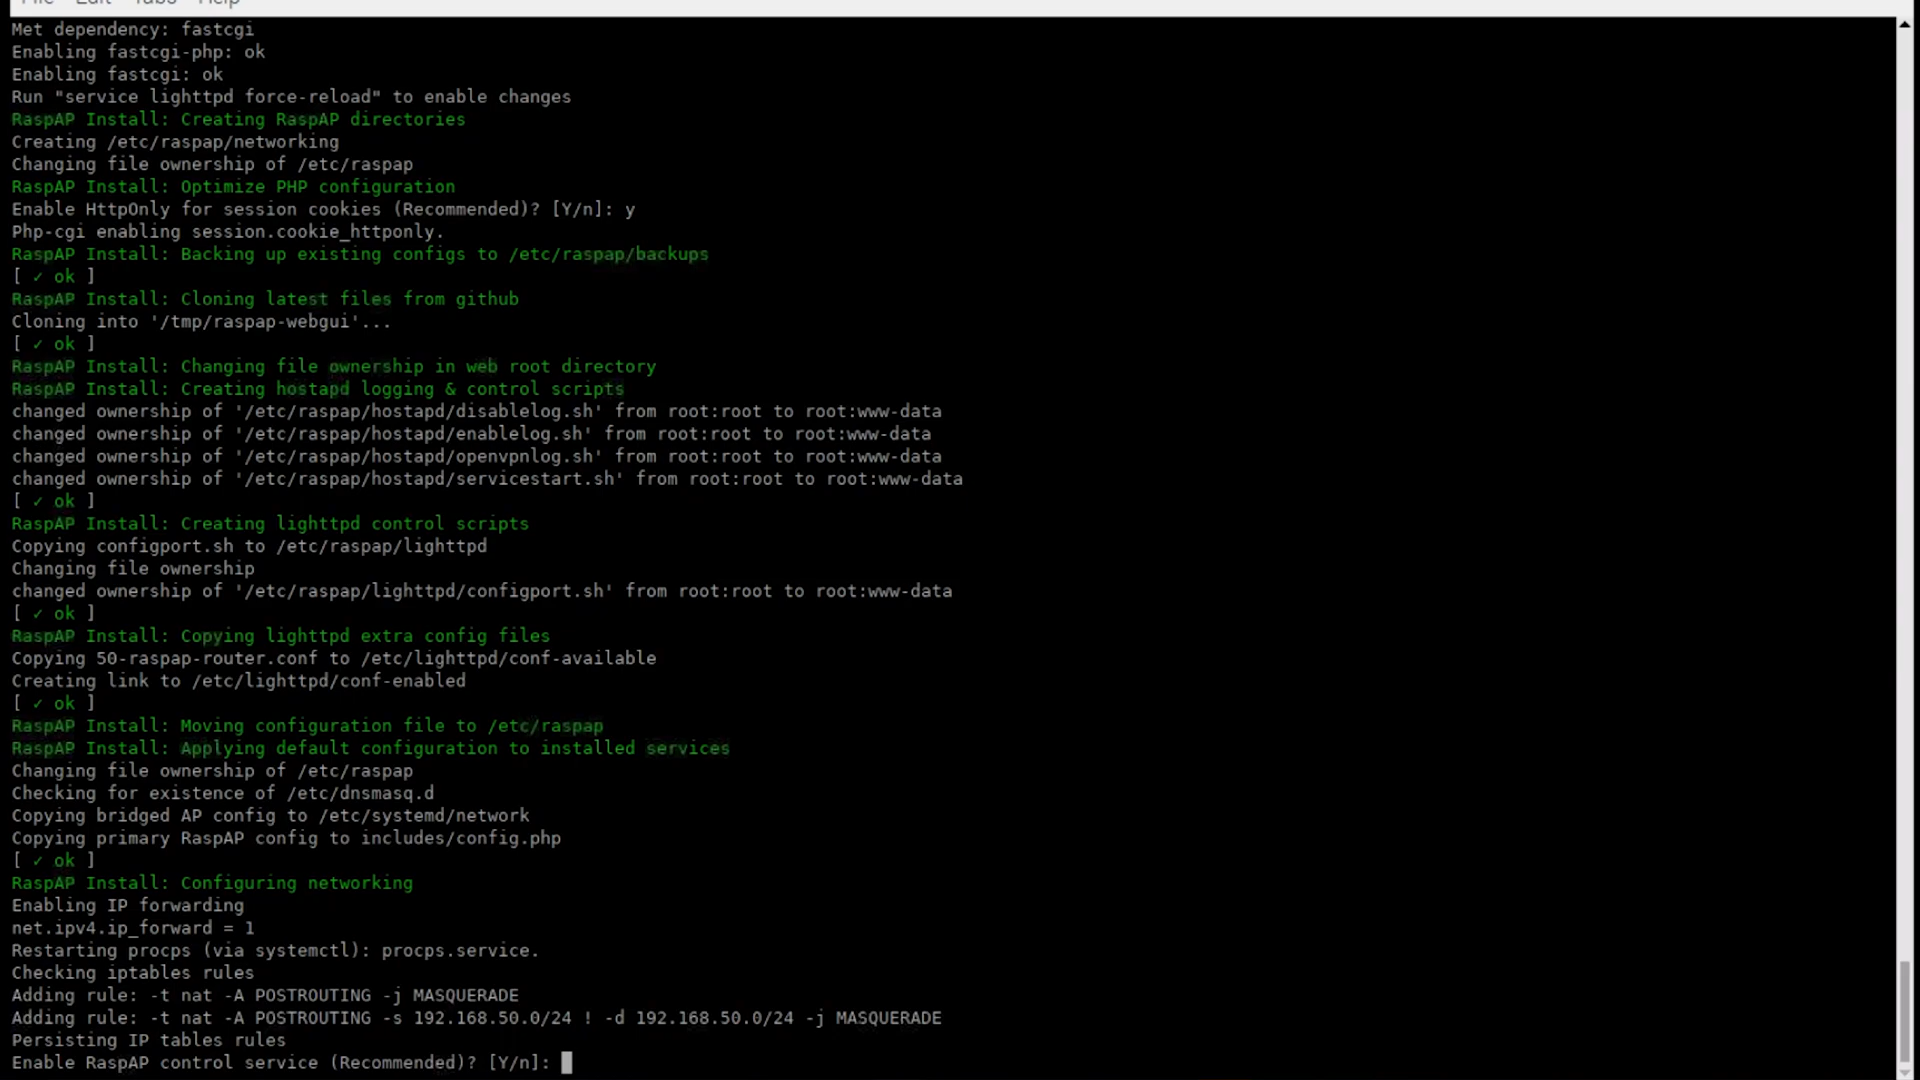 File Edit Tabs Help
Met dependency: fastcgi
Enabling fastcgi-php: ok
Enabling fastcgi: ok
Run "service lighttpd force-reload" to enable changes
RaspAP Install: Creating RaspAP directories
Creating /etc/raspap/networking
Changing file ownership of /etc/raspap
RaspAP Install: Optimize PHP configuration
Enable HttpOnly for session cookies (Recommended)? [Y/n]: y
Php-cgi enabling session.cookie_httponly.
RaspAP Install: Backing up existing configs to /etc/raspap/backups
[ ✓ ok ]
RaspAP Install: Cloning latest files from github
Cloning into '/tmp/raspap-webgui'...
[ ✓ ok ]
RaspAP Install: Changing file ownership in web root directory
RaspAP Install: Creating hostapd logging & control scripts
changed ownership of '/etc/raspap/hostapd/disablelog.sh' from root:root to root:www-data
changed ownership of '/etc/raspap/hostapd/enablelog.sh' from root:root to root:www-data
changed ownership of '/etc/raspap/hostapd/openvpnlog.sh' from root:root to root:www-data
changed ownership of '/etc/raspap/hostapd/servicestart.sh' from root:root to root:www-data
[ ✓ ok ]
RaspAP Install: Creating lighttpd control scripts
Copying configport.sh to /etc/raspap/lighttpd
Changing file ownership
changed ownership of '/etc/raspap/lighttpd/configport.sh' from root:root to root:www-data
[ ✓ ok ]
RaspAP Install: Copying lighttpd extra config files
Copying 50-raspap-router.conf to /etc/lighttpd/conf-available
Creating link to /etc/lighttpd/conf-enabled
[ ✓ ok ]
RaspAP Install: Moving configuration file to /etc/raspap
RaspAP Install: Applying default configuration to installed services
Changing file ownership of /etc/raspap
Checking for existence of /etc/dnsmasq.d
Copying bridged AP config to /etc/systemd/network
Copying primary RaspAP config to includes/config.php
[ ✓ ok ]
RaspAP Install: Configuring networking
Enabling IP forwarding
net.ipv4.ip_forward = 1
Restarting procps (via systemctl): procps.service.
Checking iptables rules
Adding rule: -t nat -A POSTROUTING -j MASQUERADE
Adding rule: -t nat -A POSTROUTING -s 192.168.50.0/24 ! -d 192.168.50.0/24 -j MASQUERADE
Persisting IP tables rules
Enable RaspAP control service (Recommended)? [Y/n]: